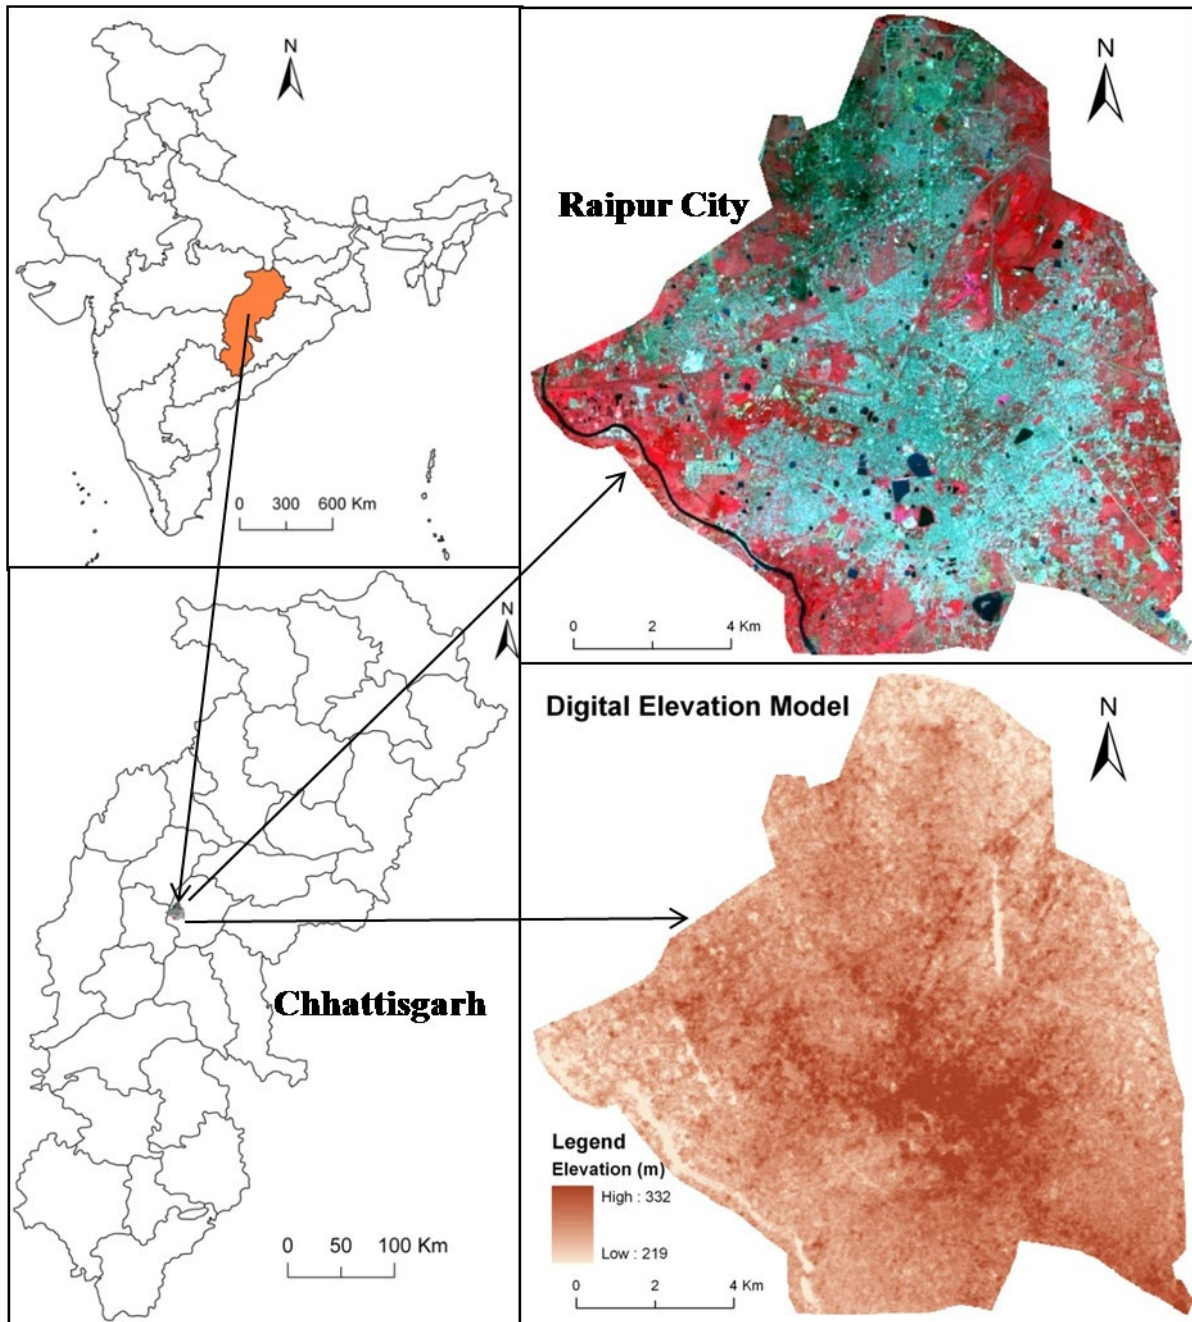 N
0 300 600 Km
N
Raipur City
0 2 4 Km
N
Chhattisgarh
0 50 100 Km
Digital Elevation Model
N
Legend
Elevation (m)
High : 332
Low : 219
0 2 4 Km